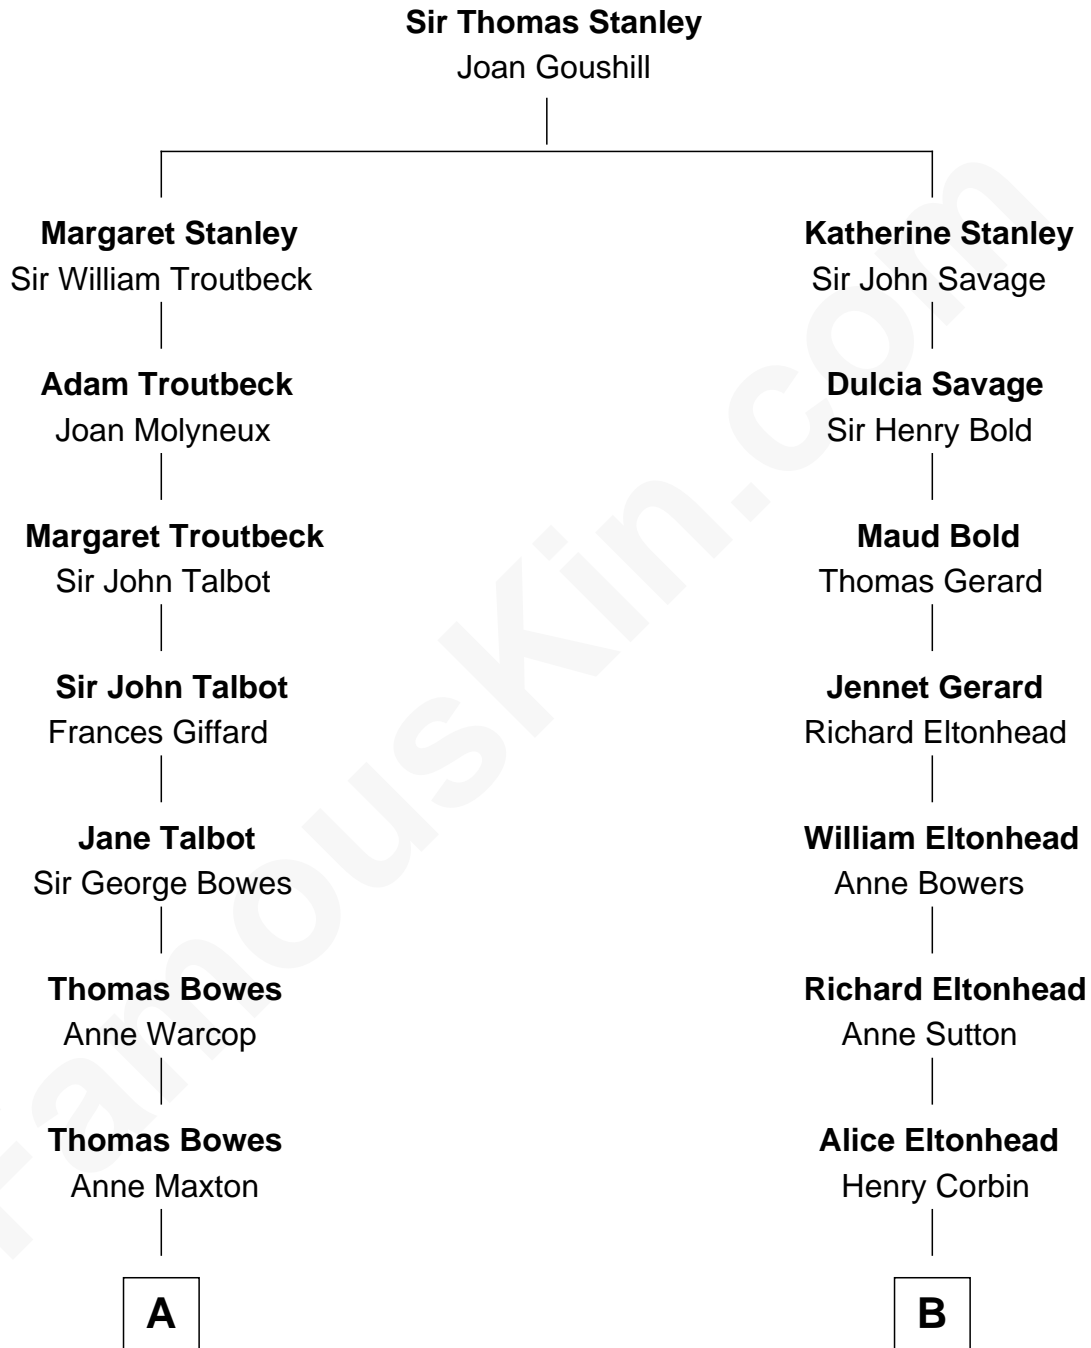 Sir Thomas Stanley
Joan Goushill
Margaret Stanley
Sir William Troutbeck
Katherine Stanley
Sir John Savage
Adam Troutbeck
Joan Molyneux
Dulcia Savage
Sir Henry Bold
Margaret Troutbeck
Sir John Talbot
Maud Bold
Thomas Gerard
Sir John Talbot
Frances Giffard
Jennet Gerard
Richard Eltonhead
Jane Talbot
Sir George Bowes
William Eltonhead
Anne Bowers
Thomas Bowes
Anne Warcop
Richard Eltonhead
Anne Sutton
Thomas Bowes
Anne Maxton
Alice Eltonhead
Henry Corbin
A
B
FamousKin.com